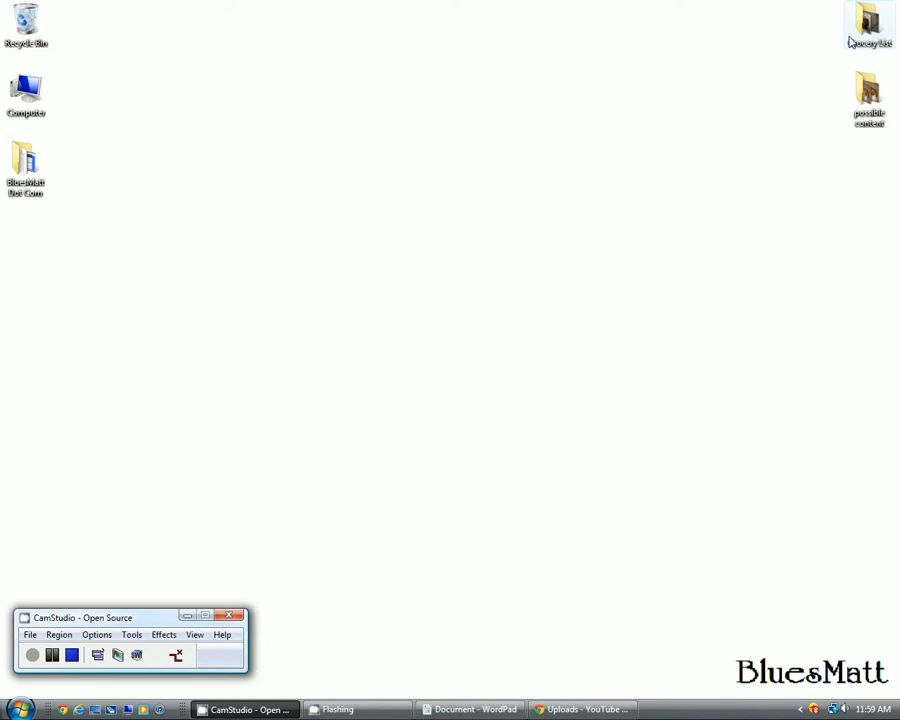 Recycle Bin
Computer
BluesMatt
Dot Com
List
possible
content
CamStudio - Open Source
File Region Options Tools Effects View Help
BluesMatt
CamStudio - Open ...
Flashing
Document - WordPad
Uploads - YouTube ...
< 11:59 AM